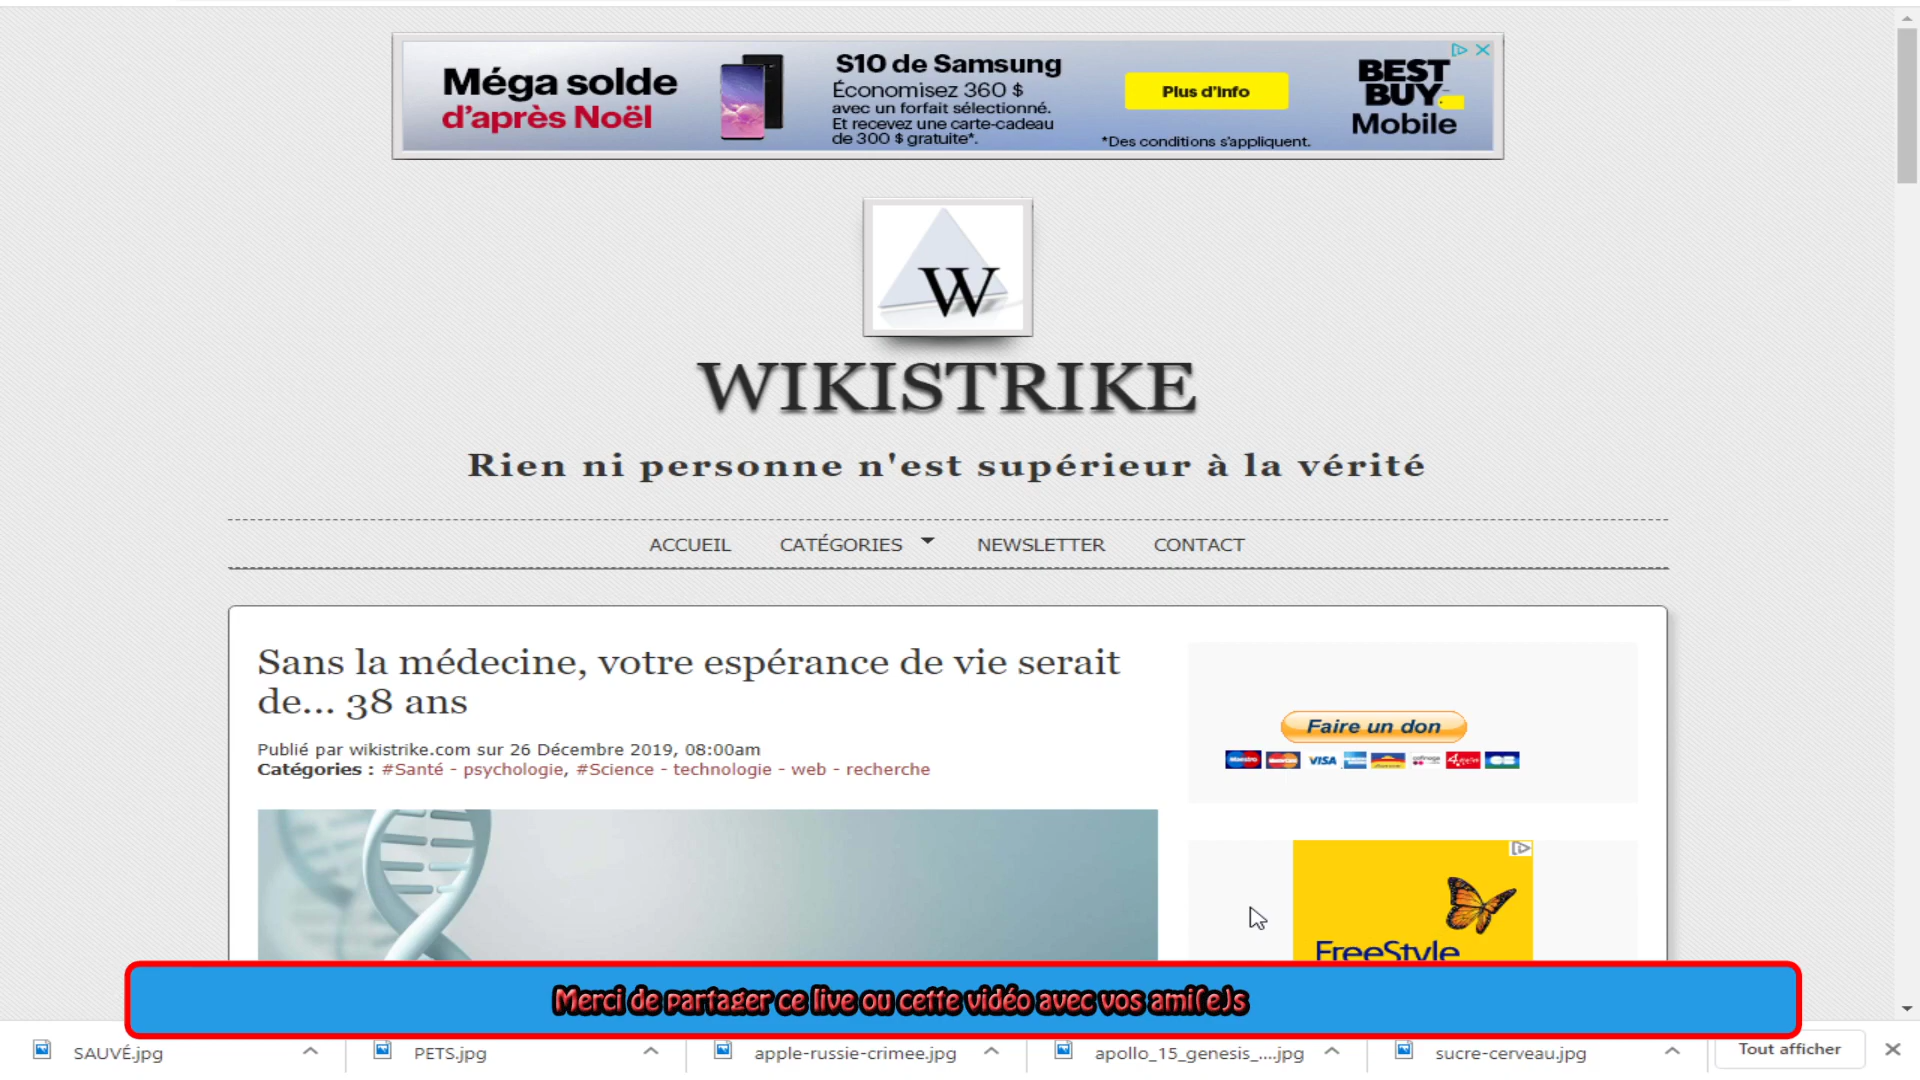 Méga solde
d'après Noël
S10 de Samsung
Économisez 360 $
avec un forfait sélectionné.
Et recevez une carte-cadeau
de 300 $ gratuite*.
Plus d'info
*Des conditions s'appliquent.
BEST
BUY
Mobile
W
WIKISTRIKE
Rien ni personne n'est supérieur à la vérité
ACCUEIL CATÉGORIES NEWSLETTER CONTACT
Sans la médecine, votre espérance de vie serait
de... 38 ans
Publié par wikistrike.com sur 26 Décembre 2019, 08:00am
Catégories : #Santé - psychologie, #Science - technologie - web - recherche
Faire un don
Maestro VISA
FreeStyle
Merci de partager ce live ou cette vidéo avec vos ami(e)s
SAUVÉ.jpg PETS.jpg apple-russie-crimee.jpg apollo_15_genesis_....jpg sucre-cerveau.jpg Tout afficher